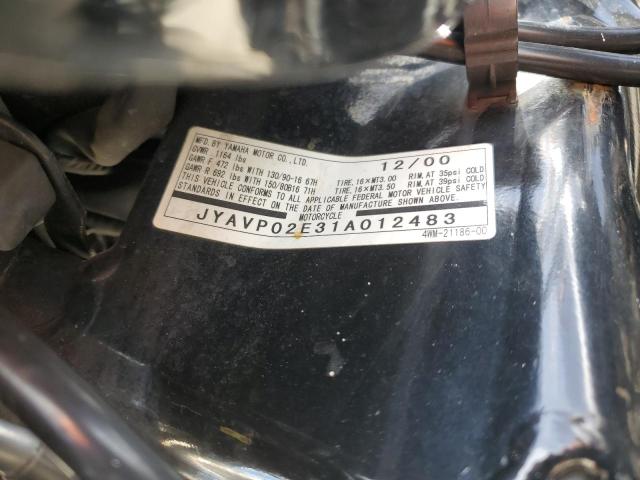 MFD. BY YAMAHA MOTOR CO.,LTD. 12/00
GVWR 1164 lbs
GAWR F 472 lbs WITH 130/90-16 67H TIRE, 16×MT3.00 RIM, AT 35psi COLD
GAWR R 692 lbs WITH 150/80B16 71H TIRE, 16×MT3.50 RIM, AT 39psi COLD
THIS VEHICLE CONFORMS TO ALL APPLICABLE FEDERAL MOTOR VEHICLE SAFETY
STANDARDS IN EFFECT ON THE DATE OF MANUFACTURE SHOWN ABOVE.
MOTORCYCLE
JYAVP02E31A012483
4WM-21186-00